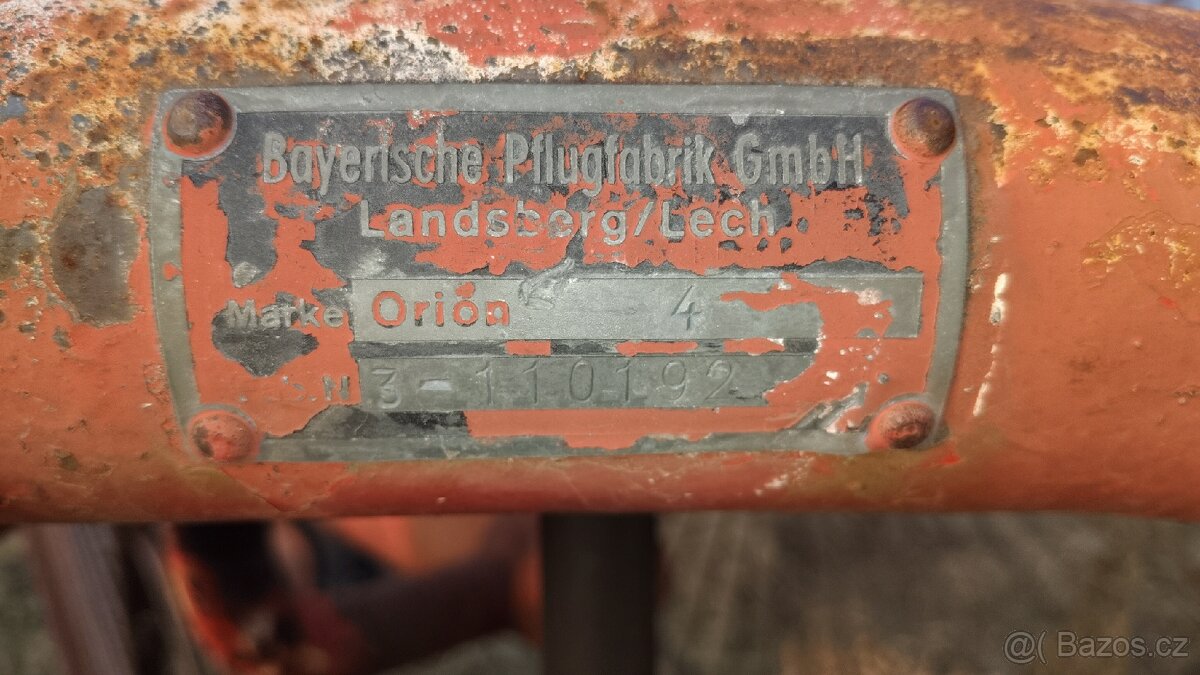 Bayerische Pflugfabrik GmbH
Landsberg/Lech
Marke Orion 4
3-110192
@( Bazos.cz